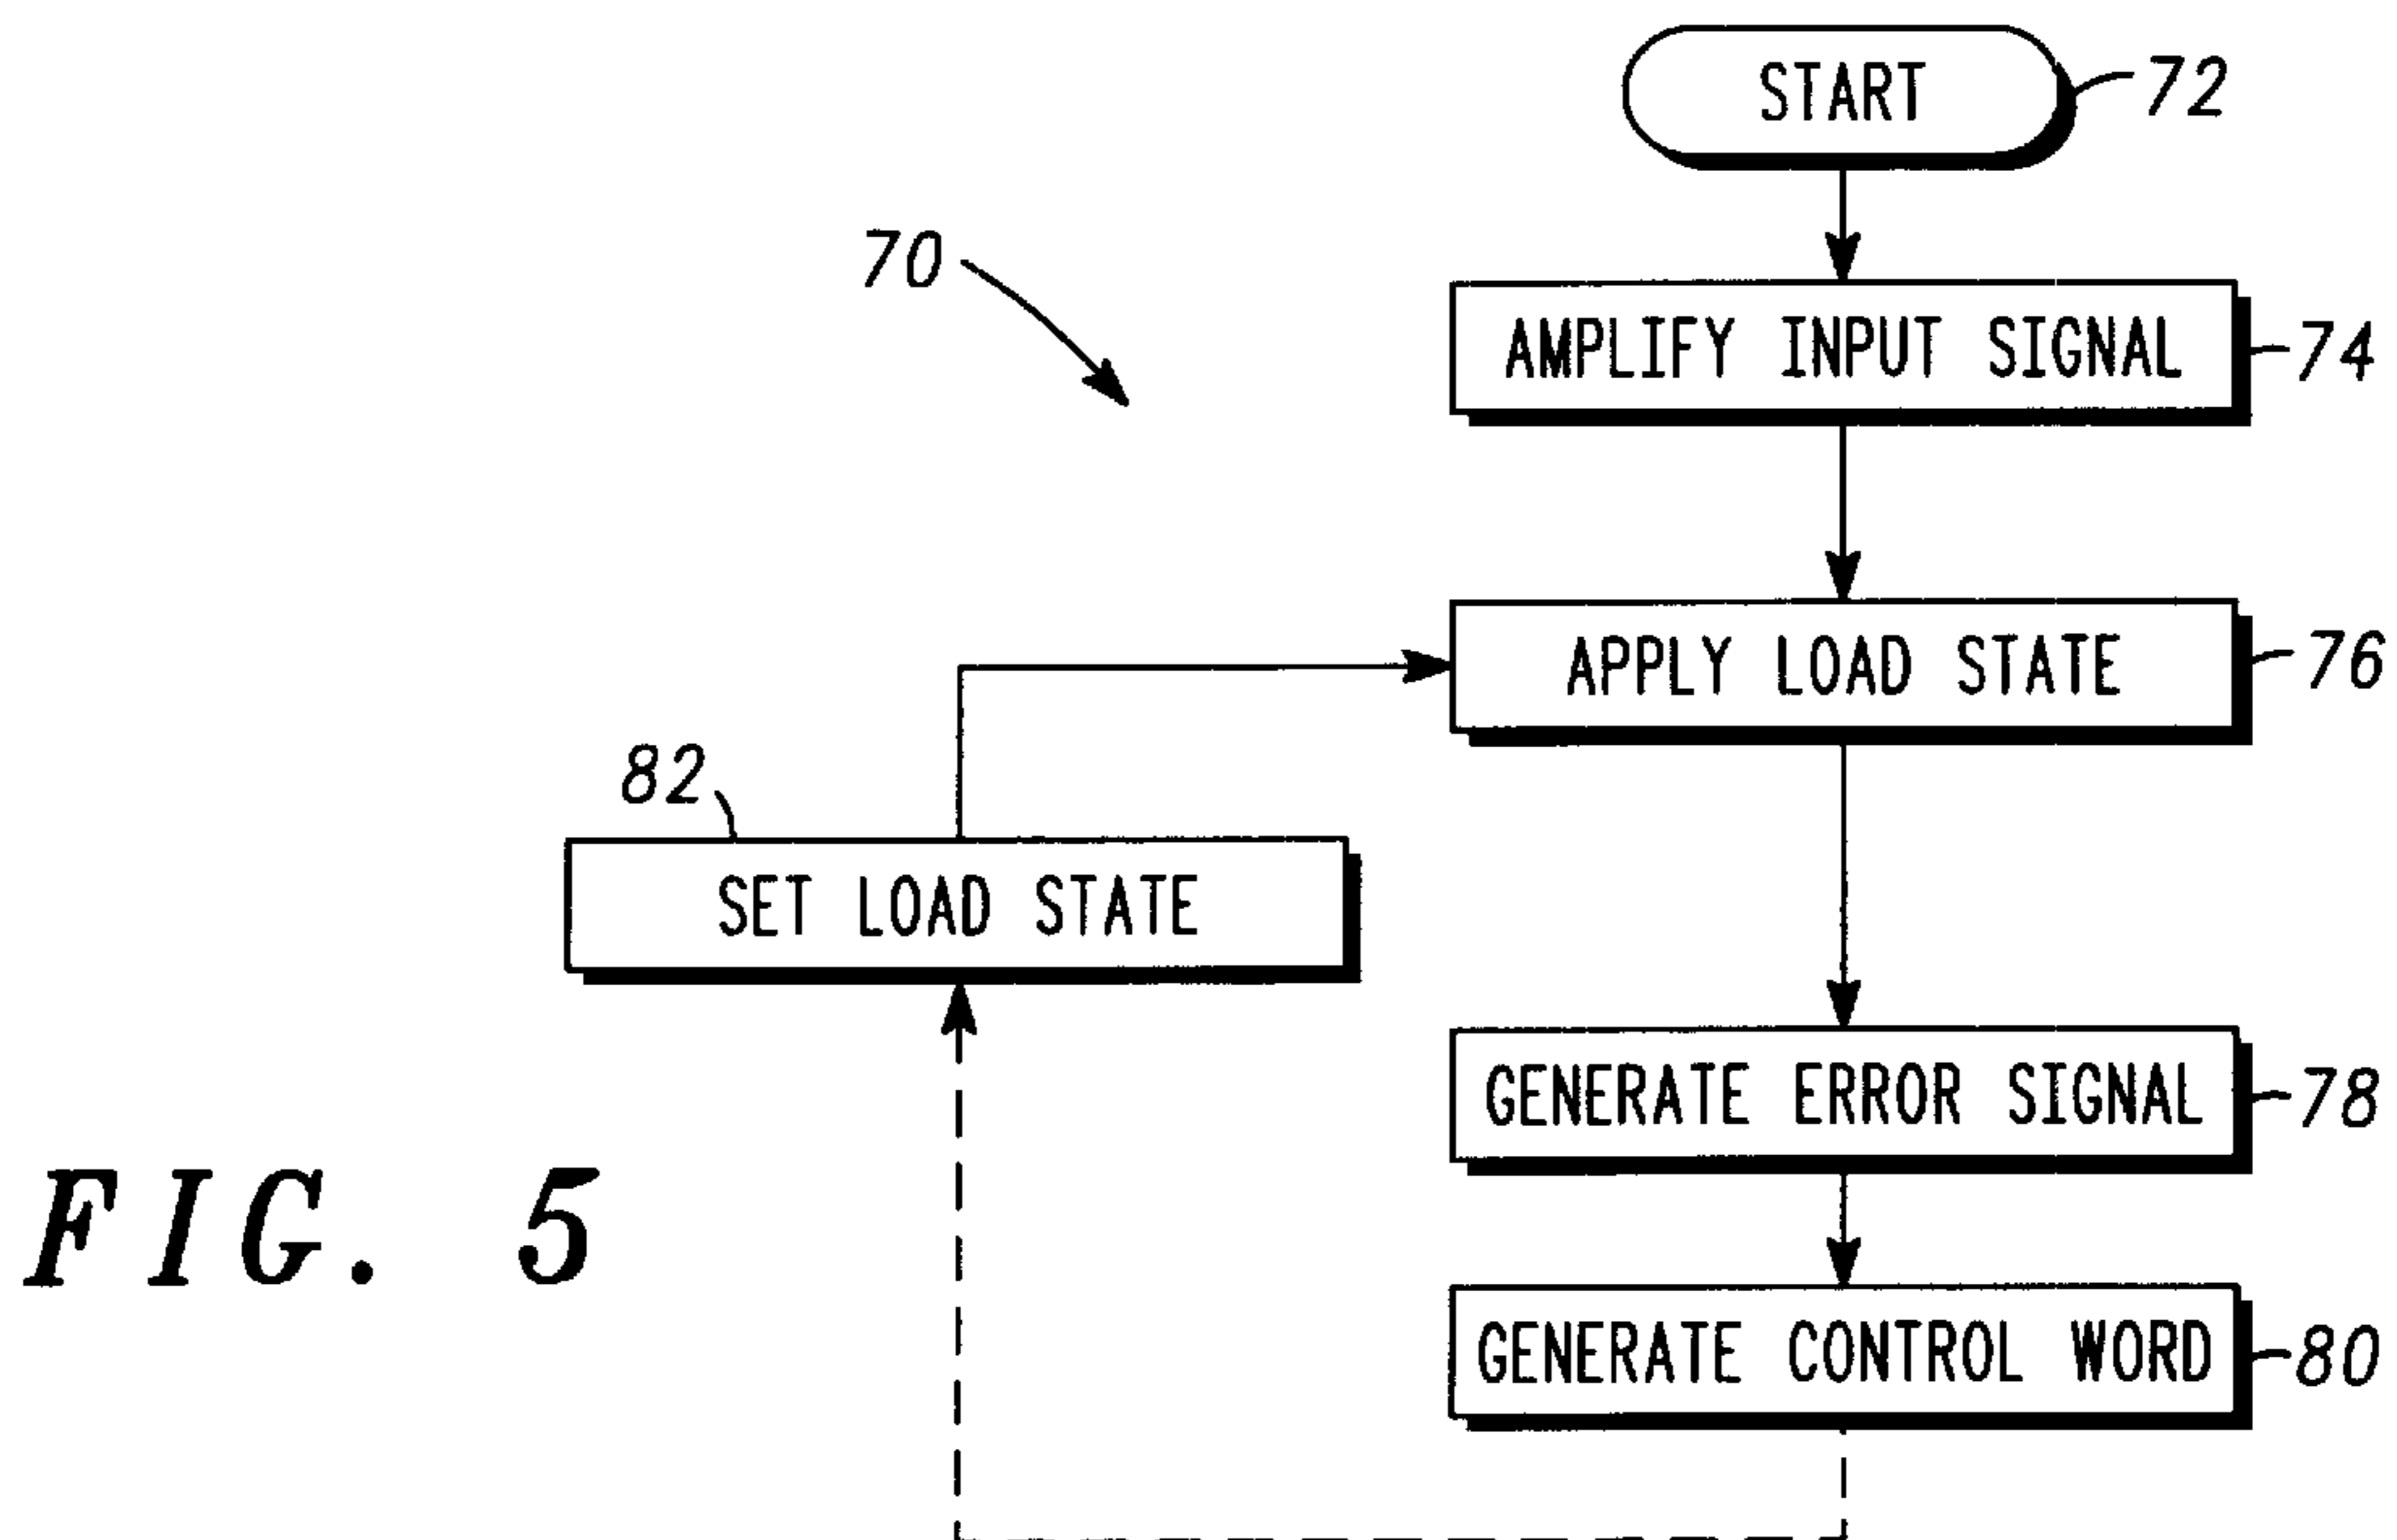 START
72
70
AMPLIFY INPUT SIGNAL
74
APPLY LOAD STATE
76
82
SET LOAD STATE
GENERATE ERROR SIGNAL
78
FIG. 5
GENERATE CONTROL WORD
80